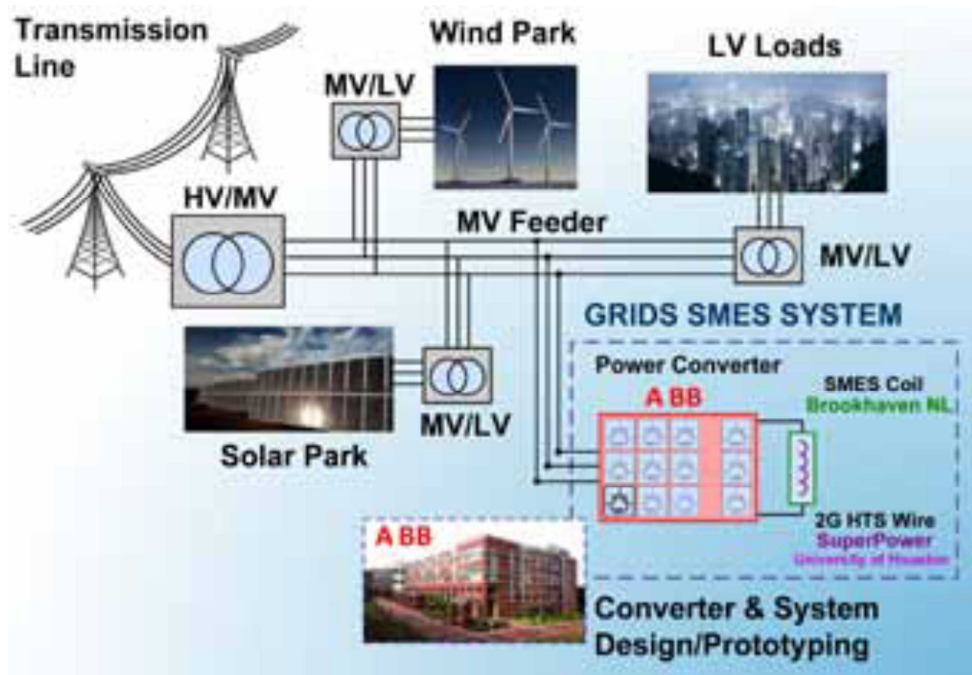 Transmission
Line
Wind Park
LV Loads
MV/LV
HV/MV
MV Feeder
MV/LV
GRIDS SMES SYSTEM
Power Converter
A BB
SMES Coil
Brookhaven NL
MV/LV
Solar Park
2G HTS Wire
SuperPower
University of Houston
A BB
Converter & System
Design/Prototyping